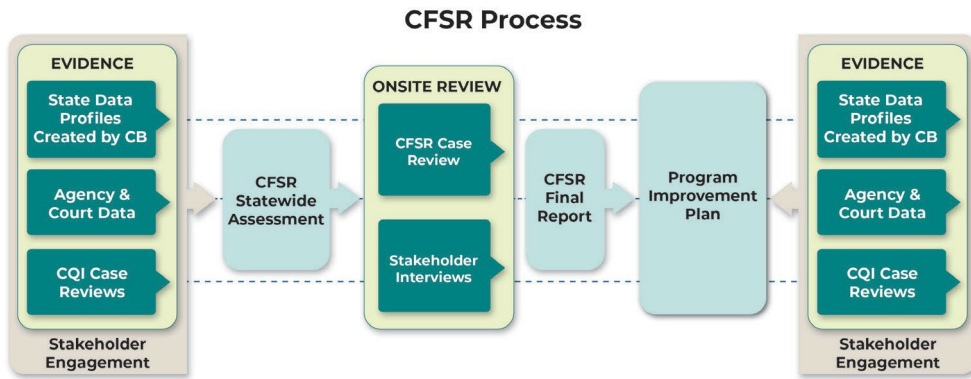 CFSR Process
EVIDENCE
State Data
Profiles
Created by CB
Agency &
Court Data
CQI Case
Reviews
Stakeholder
Engagement
CFSR
Statewide
Assessment
ONSITE REVIEW
CFSR Case
Review
Stakeholder
Interviews
CFSR
Final
Report
Program
Improvement
Plan
EVIDENCE
State Data
Profiles
Created by CB
Agency &
Court Data
CQI Case
Reviews
Stakeholder
Engagement